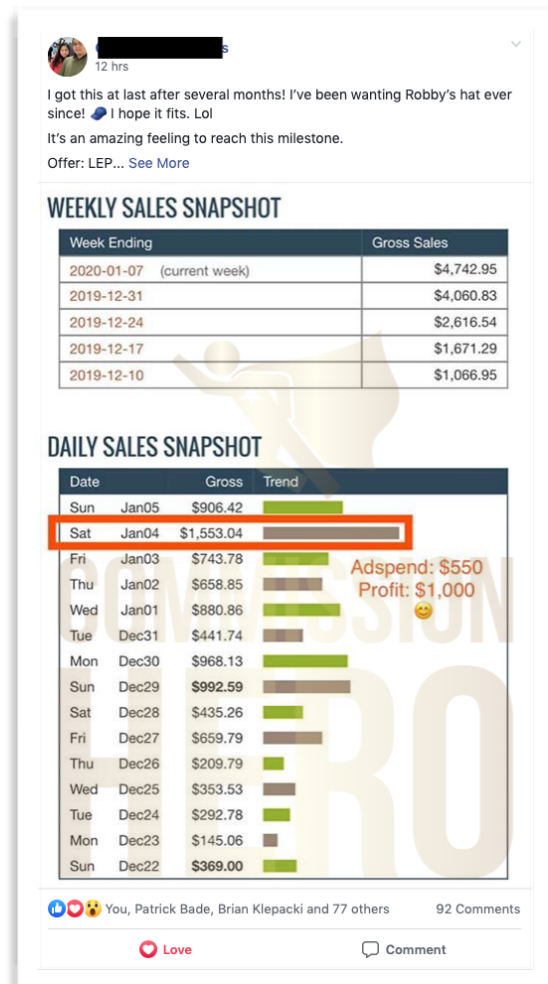 s
12 hrs
I got this at last after several months! I've been wanting Robby's hat ever
since! 🧢 I hope it fits. Lol
It's an amazing feeling to reach this milestone.
Offer: LEP... See More
WEEKLY SALES SNAPSHOT
Week Ending Gross Sales
2020-01-07 (current week) $4,742.95
2019-12-31 $4,060.83
2019-12-24 $2,616.54
2019-12-17 $1,671.29
2019-12-10 $1,066.95
DAILY SALES SNAPSHOT
Date Gross Trend
Sun Jan05 $906.42
Sat Jan04 $1,553.04
Fri Jan03 $743.78
Adspend: $550
Thu Jan02 $658.85
Profit: $1,000
Wed Jan01 $880.86
😊
Tue Dec31 $441.74
COMMISSION
Mon Dec30 $968.13
Sun Dec29 $992.59
Sat Dec28 $435.26
Fri Dec27 $659.79
Thu Dec26 $209.79
Wed Dec25 $353.53
HERO
Tue Dec24 $292.78
Mon Dec23 $145.06
Sun Dec22 $369.00
You, Patrick Bade, Brian Klepacki and 77 others 92 Comments
Love Comment